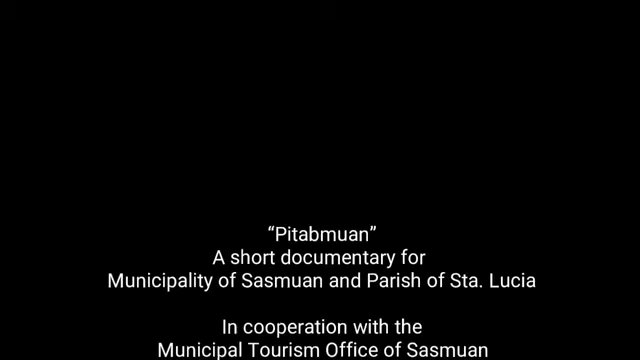 “Pitabmuan”
A short documentary for
Municipality of Sasmuan and Parish of Sta. Lucia
In cooperation with the
Municipal Tourism Office of Sasmuan